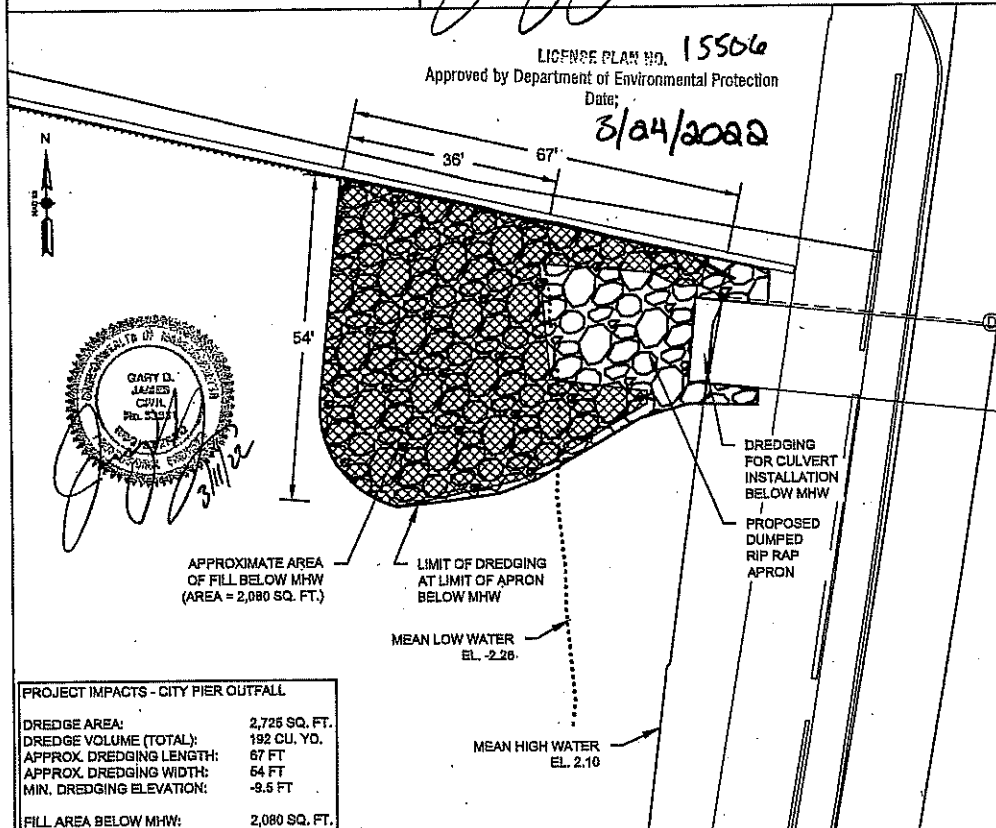 LICENSE PLAN NO. 15506
Approved by Department of Environmental Protection
Date:
3/24/2022
N
36'
67'
54'
GARY D.
JAMES
CIVIL
3/11/22
D
DREDGING
FOR CULVERT
INSTALLATION
BELOW MHW
PROPOSED
DUMPED
RIP RAP
APRON
APPROXIMATE AREA
OF FILL BELOW MHW
(AREA = 2,080 SQ. FT.)
LIMIT OF DREDGING
AT LIMIT OF APRON
BELOW MHW
MEAN LOW WATER
EL. -2.26
MEAN HIGH WATER
EL. 2.10
PROJECT IMPACTS - CITY PIER OUTFALL
DREDGE AREA: 2,725 SQ. FT.
DREDGE VOLUME (TOTAL): 192 CU. YD.
APPROX. DREDGING LENGTH: 67 FT
APPROX. DREDGING WIDTH: 54 FT
MIN. DREDGING ELEVATION: -9.5 FT
FILL AREA BELOW MHW: 2,080 SQ. FT.